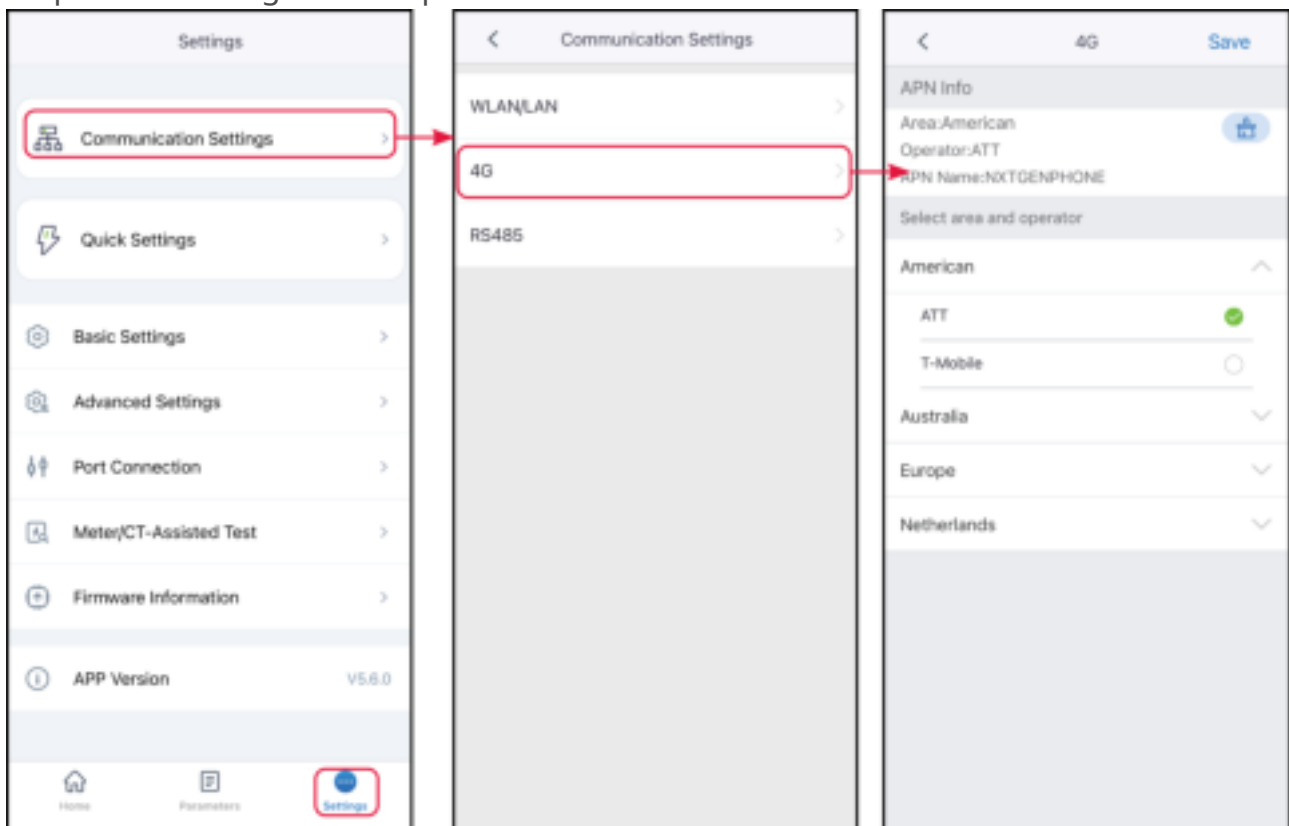 Settings
Communication Settings
Quick Settings
Basic Settings
Advanced Settings
Port Connection
Meter/CT-Assisted Test
Firmware Information
APP Version V5.6.0
Home Parameters Settings
Communication Settings
WLAN/LAN
4G
RS485
4G Save
APN Info
Area:American
Operator:ATT
APN Name:NXTGENPHONE
Select area and operator
American
ATT
T-Mobile
Australia
Europe
Netherlands